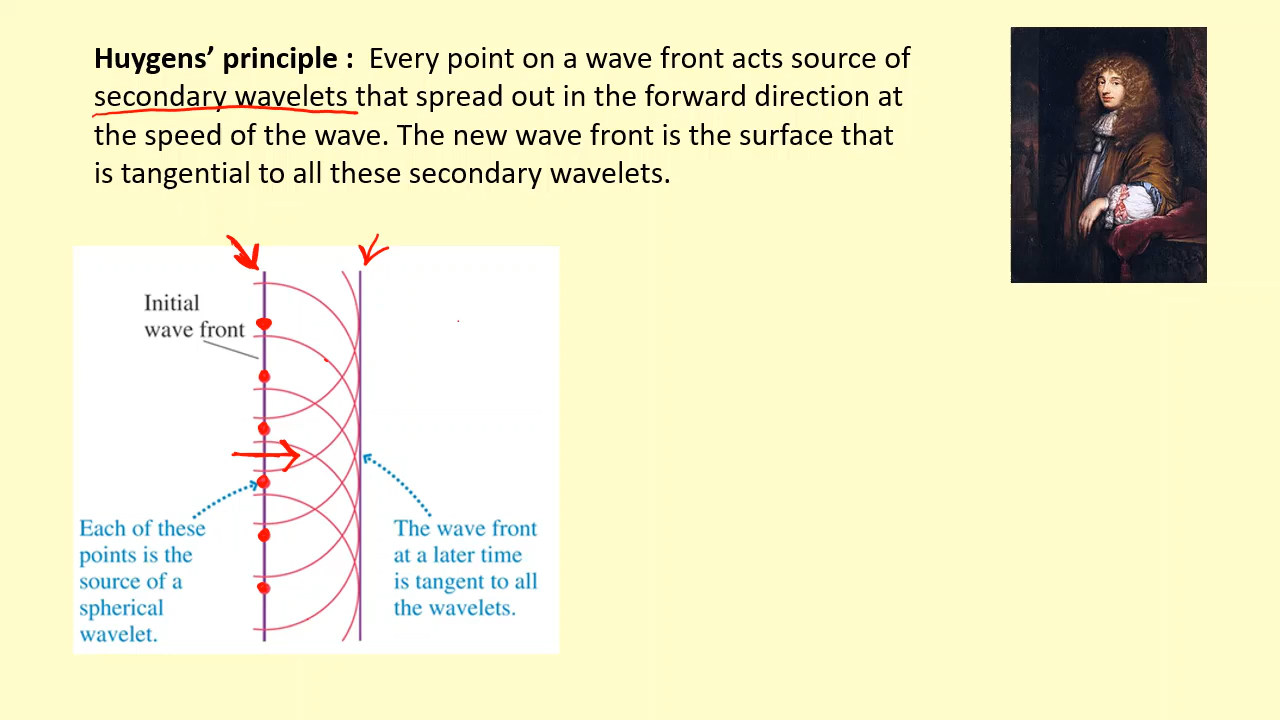 Huygens’ principle : Every point on a wave front acts source of
secondary wavelets that spread out in the forward direction at
the speed of the wave. The new wave front is the surface that
is tangential to all these secondary wavelets.
Initial
wave front
Each of these
points is the
source of a
spherical
wavelet.
The wave front
at a later time
is tangent to all
the wavelets.